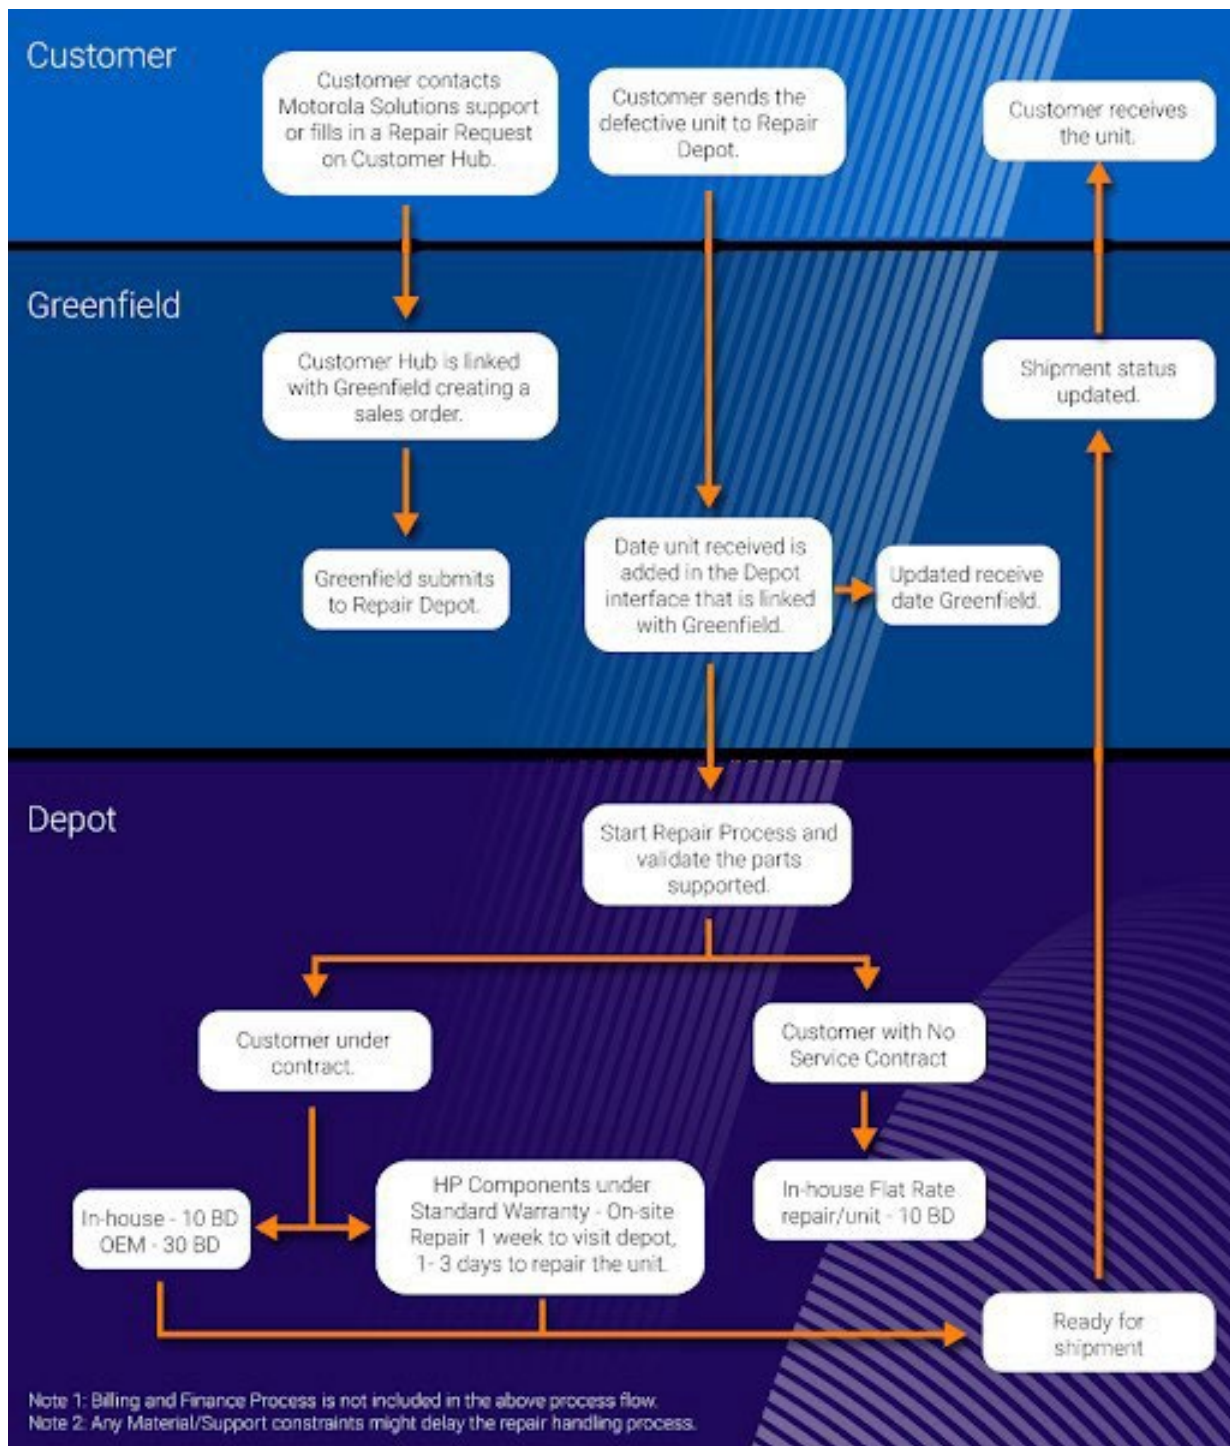 Customer
Customer contacts
Motorola Solutions support
or fills in a Repair Request
on Customer Hub.
Customer sends the
defective unit to Repair
Depot.
Customer receives
the unit.
Greenfield
Customer Hub is linked
with Greenfield creating a
sales order.
Shipment status
updated.
Greenfield submits
to Repair Depot.
Date unit received is
added in the Depot
interface that is linked
with Greenfield.
Updated receive
date Greenfield.
Depot
Start Repair Process and
validate the parts
supported.
Customer under
contract.
Customer with No
Service Contract
In-house - 10 BD
OEM - 30 BD
HP Components under
Standard Warranty - On-site
Repair 1 week to visit depot,
1- 3 days to repair the unit.
In-house Flat Rate
repair/unit - 10 BD
Ready for
shipment
Note 1: Billing and Finance Process is not included in the above process flow.
Note 2: Any Material/Support constraints might delay the repair handling process.